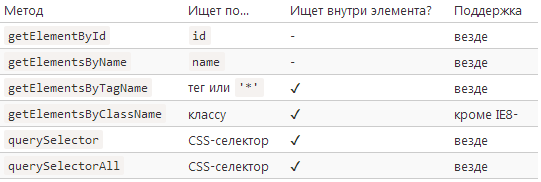 Метод Ищет по... Ищет внутри элемента? Поддержка
getElementById id - везде
getElementsByName name - везде
getElementsByTagName тег или '*' ✓ везде
getElementsByClassName классу ✓ кроме IE8-
querySelector CSS-селектор ✓ везде
querySelectorAll CSS-селектор ✓ везде